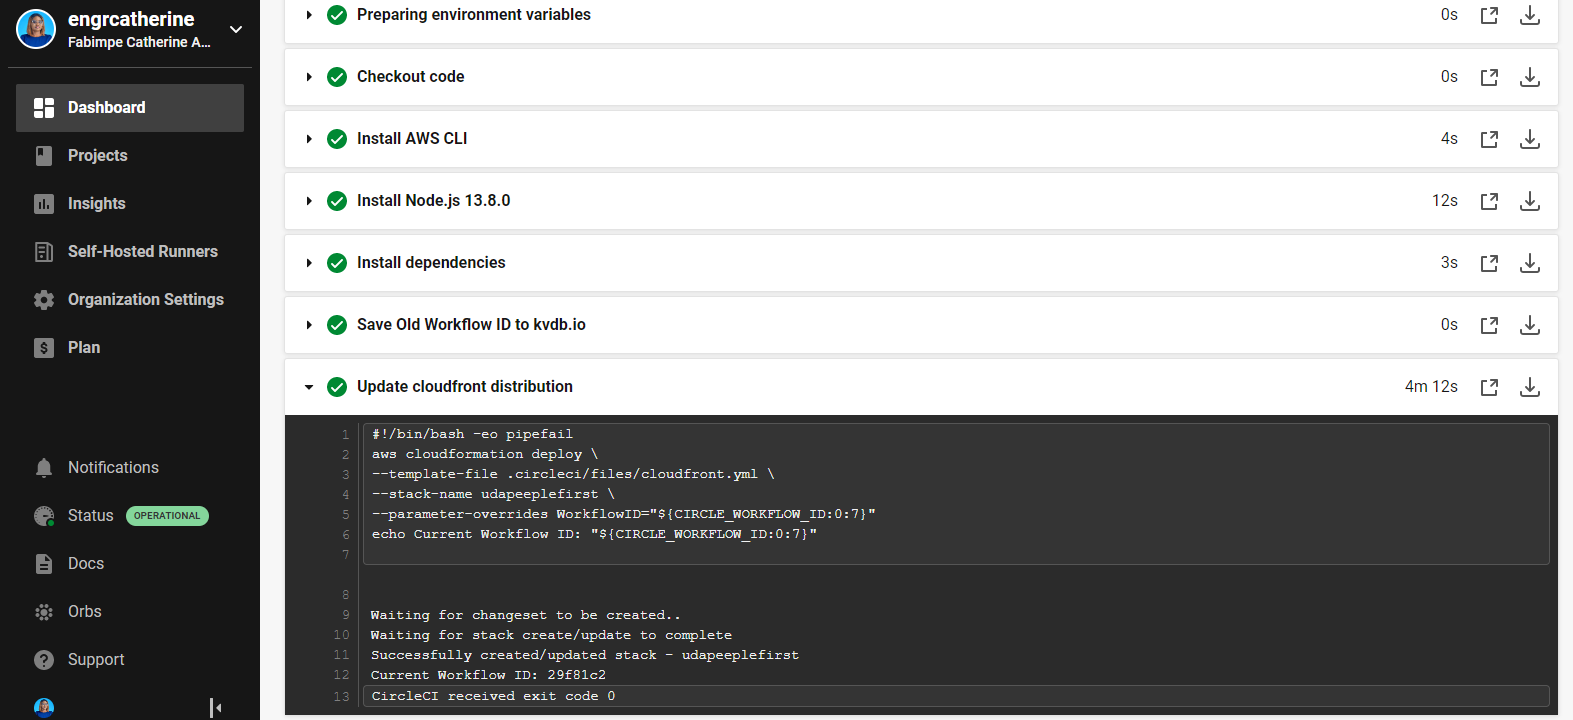 engrcatherine
Fabimpe Catherine A...
Dashboard
Projects
Insights
Self-Hosted Runners
Organization Settings
Plan
Notifications
Status OPERATIONAL
Docs
Orbs
Support
Preparing environment variables 0s
Checkout code 0s
Install AWS CLI 4s
Install Node.js 13.8.0 12s
Install dependencies 3s
Save Old Workflow ID to kvdb.io 0s
Update cloudfront distribution 4m 12s
1 #!/bin/bash -eo pipefail
2 aws cloudformation deploy \
3 --template-file .circleci/files/cloudfront.yml \
4 --stack-name udapeeplefirst \
5 --parameter-overrides WorkflowID="${CIRCLE_WORKFLOW_ID:0:7}"
6 echo Current Workflow ID: "${CIRCLE_WORKFLOW_ID:0:7}"
7
8
9 Waiting for changeset to be created..
10 Waiting for stack create/update to complete
11 Successfully created/updated stack - udapeeplefirst
12 Current Workflow ID: 29f81c2
13 CircleCI received exit code 0